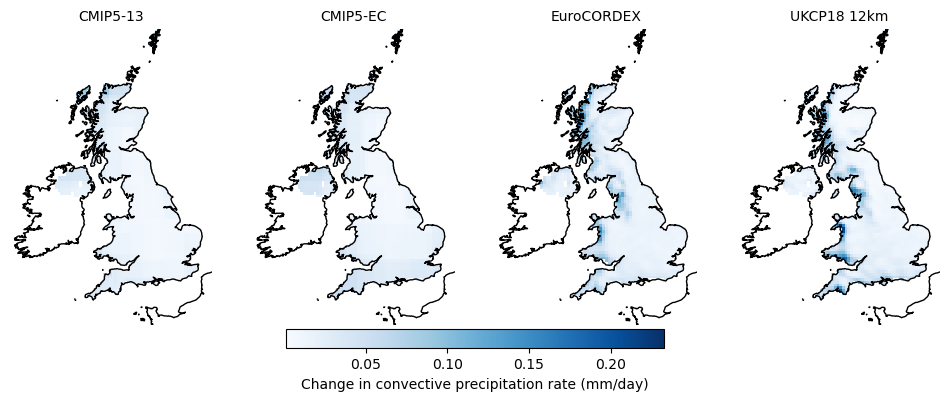 CMIP5-13
CMIP5-EC
EuroCORDEX
UKCP18 12km
0.05
0.10
0.15
0.20
Change in convective precipitation rate (mm/day)